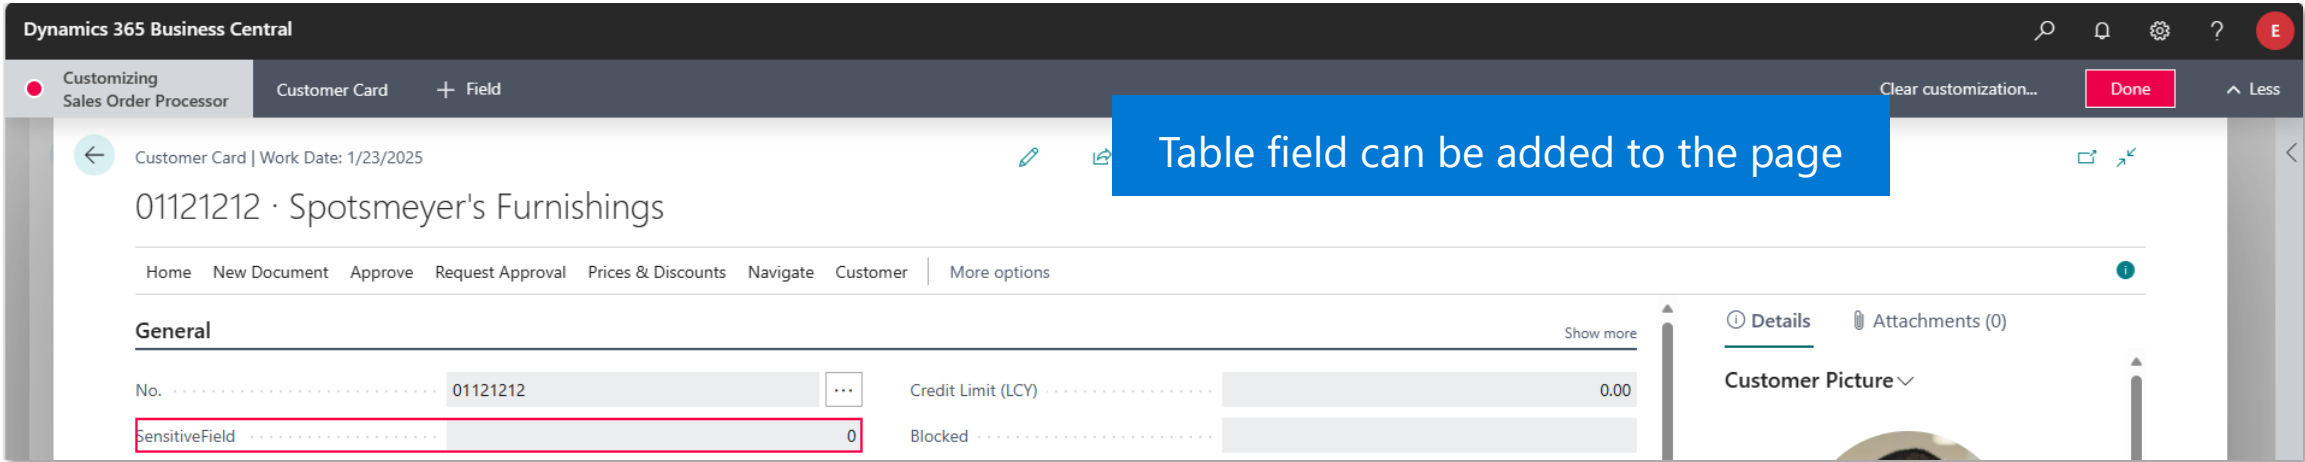 Dynamics 365 Business Central
? E
Customizing
Sales Order Processor
Customer Card + Field Clear customization... Done Less
Table field can be added to the page
Customer Card | Work Date: 1/23/2025
01121212 · Spotsmeyer's Furnishings
Home New Document Approve Request Approval Prices & Discounts Navigate Customer More options
General Show more
Details Attachments (0)
No. 01121212 ... Credit Limit (LCY) 0.00
Customer Picture
SensitiveField 0 Blocked